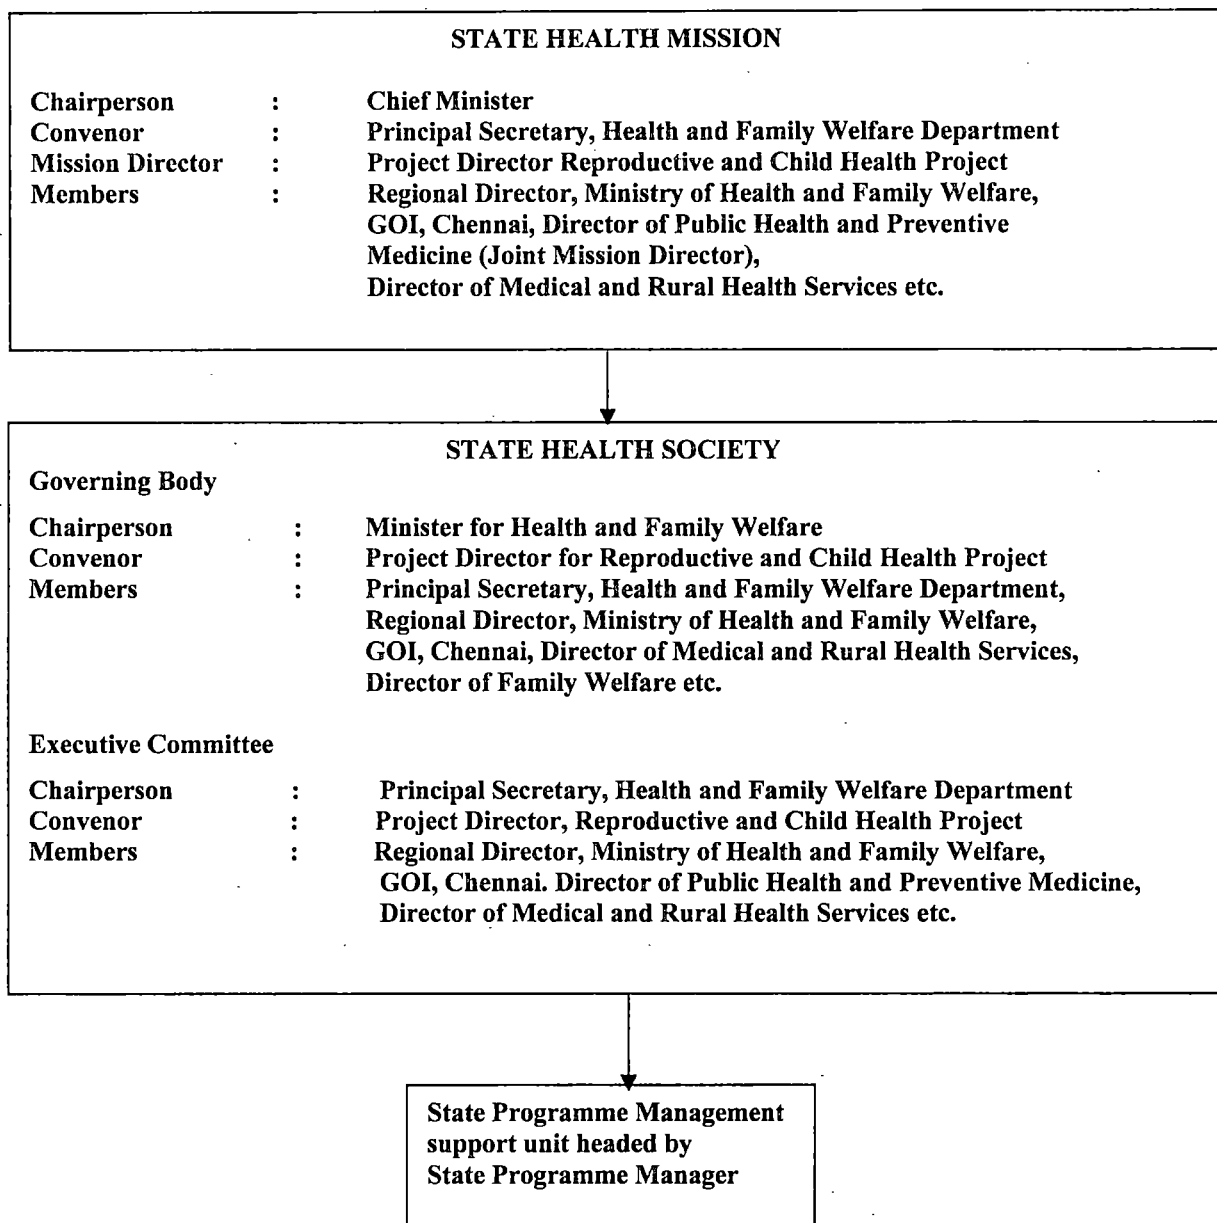 STATE HEALTH MISSION
Chairperson : Chief Minister
Convenor : Principal Secretary, Health and Family Welfare Department
Mission Director : Project Director Reproductive and Child Health Project
Members : Regional Director, Ministry of Health and Family Welfare,
GOI, Chennai, Director of Public Health and Preventive
Medicine (Joint Mission Director),
Director of Medical and Rural Health Services etc.
STATE HEALTH SOCIETY
Governing Body
Chairperson : Minister for Health and Family Welfare
Convenor : Project Director for Reproductive and Child Health Project
Members : Principal Secretary, Health and Family Welfare Department,
Regional Director, Ministry of Health and Family Welfare,
GOI, Chennai, Director of Medical and Rural Health Services,
Director of Family Welfare etc.
Executive Committee
Chairperson : Principal Secretary, Health and Family Welfare Department
Convenor : Project Director, Reproductive and Child Health Project
Members : Regional Director, Ministry of Health and Family Welfare,
GOI, Chennai. Director of Public Health and Preventive Medicine,
Director of Medical and Rural Health Services etc.
State Programme Management
support unit headed by
State Programme Manager